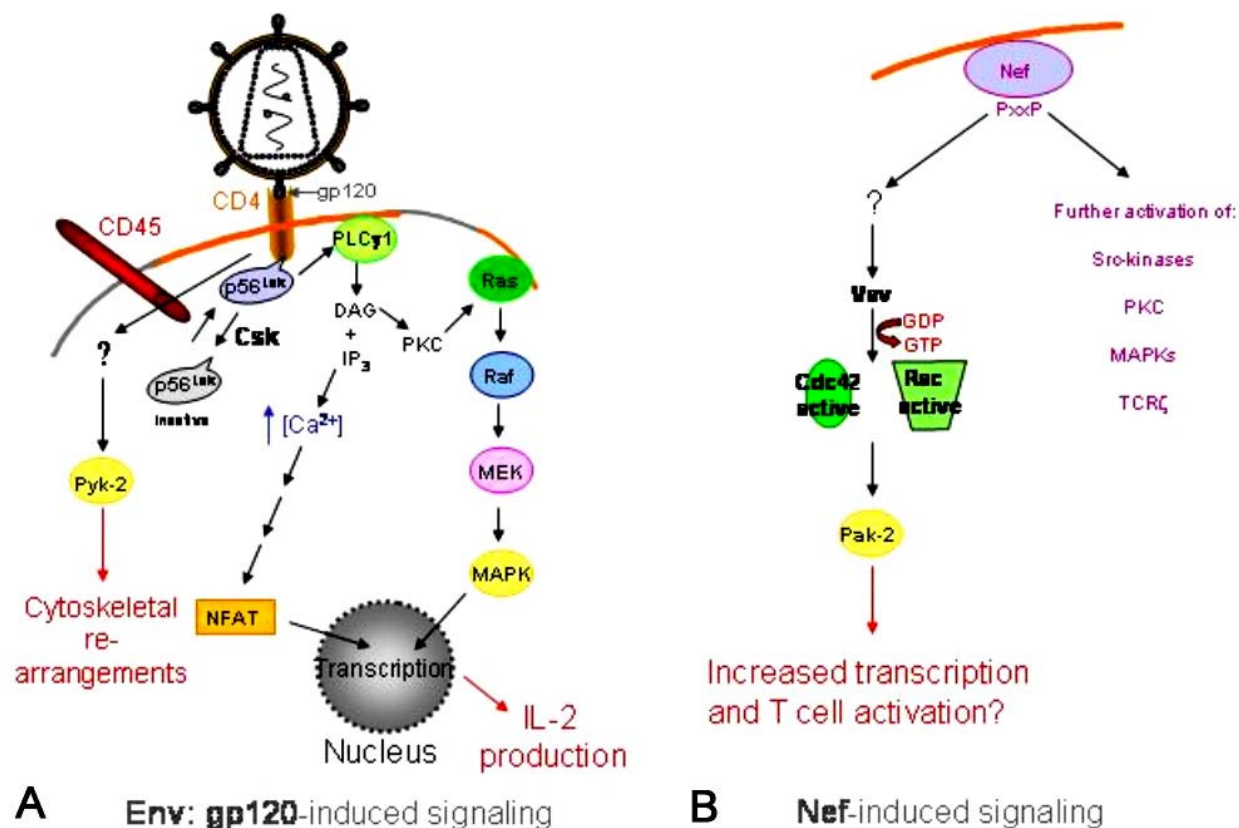 CD4
gp120
CD45
PLCγ1
p56Lck
Csk
Ras
DAG
+
IP3
PKC
?
p56Lck
Inactive
Raf
[Ca2+]
Pyk-2
MEK
MAPK
Cytoskeletal
re-
arrangements
NFAT
Transcription
Nucleus
IL-2
production
A
Env: gp120-induced signaling
Nef
PxxP
?
Further activation of:
Src-kinases
PKC
MAPKs
TCRζ
Vav
GDP
GTP
Cdc42
active
Rac
active
Pak-2
Increased transcription
and T cell activation?
B
Nef-induced signaling